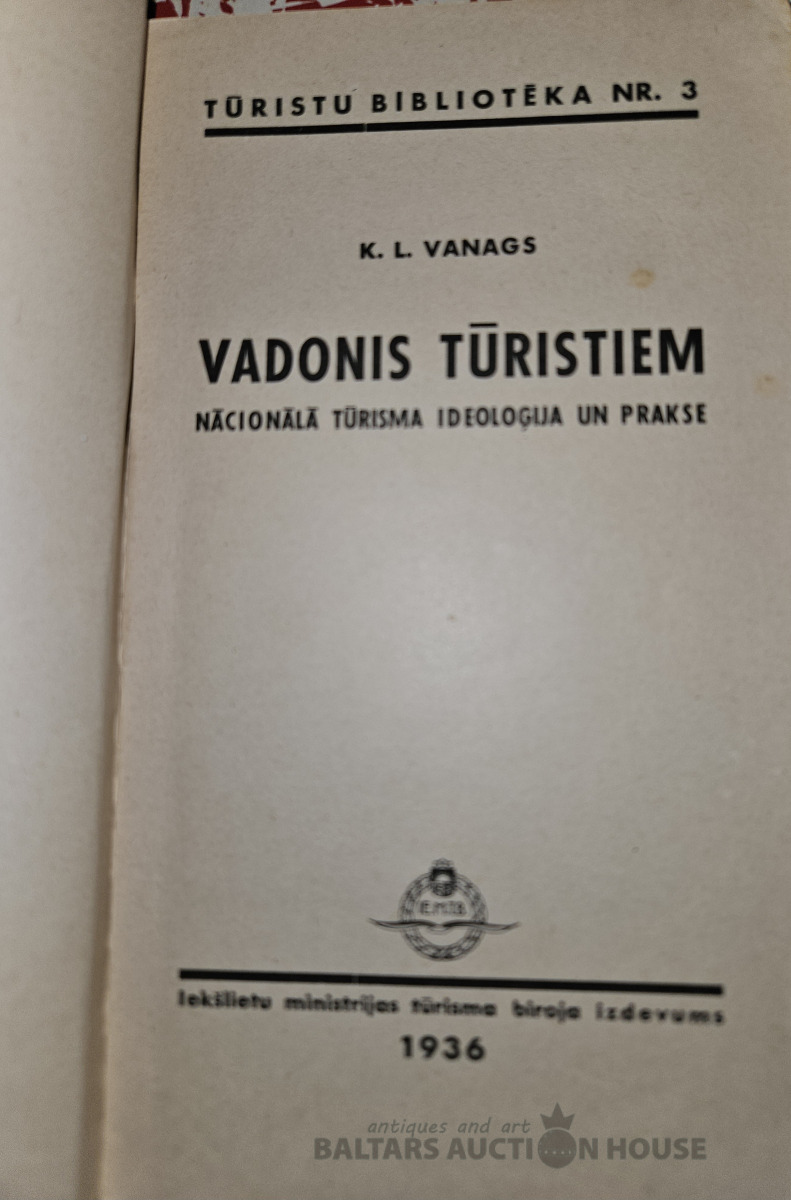 TŪRISTU BIBLIOTĒKA NR. 3
K. L. VANAGS
VADONIS TŪRISTIEM
NĀCIONĀLĀ TŪRISMA IDEOLOĢIJA UN PRAKSE
Iekšlietu ministrijas tūrisma biroja izdevums
1936
antiques and art
BALTARS AUCTION HOUSE